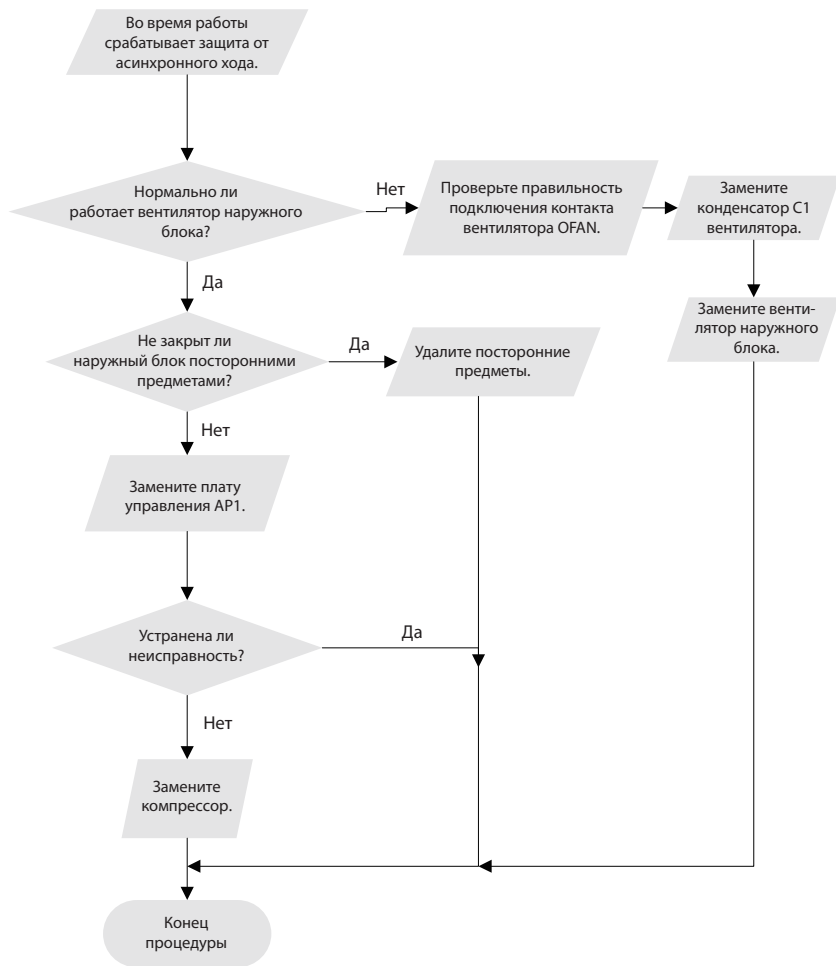 Во время работы
срабатывает защита от
асинхронного хода.
Нормально ли
работает вентилятор наружного
блока?
Нет
Проверьте правильность
подключения контакта
вентилятора OFAN.
Замените
конденсатор С1
вентилятора.
Да
Замените венти-
лятор наружного
блока.
Не закрыт ли
наружный блок посторонними
предметами?
Да
Удалите посторонние
предметы.
Нет
Замените плату
управления АР1.
Устранена ли
неисправность?
Да
Нет
Замените
компрессор.
Конец
процедуры